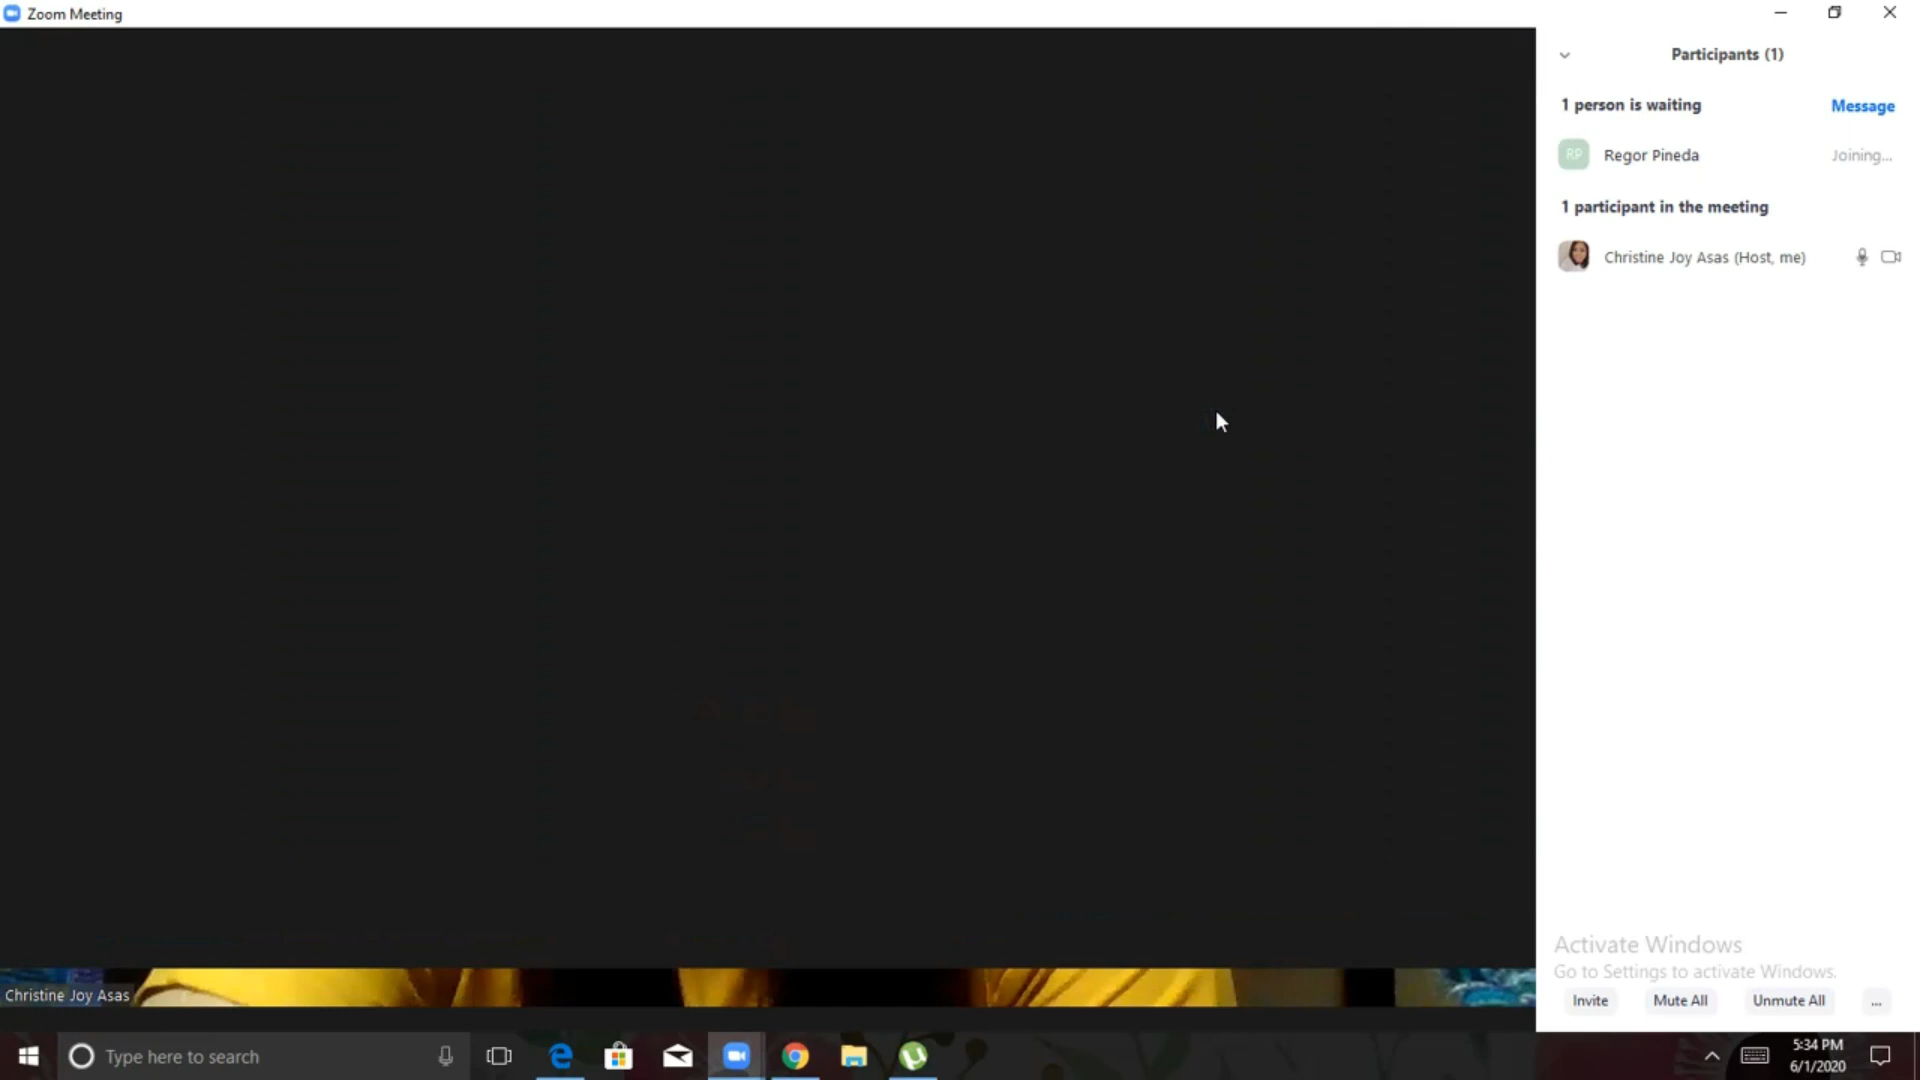 Zoom Meeting
Participants (1)
1 person is waiting
Message
RP
Regor Pineda
Joining...
1 participant in the meeting
Christine Joy Asas (Host, me)
Activate Windows
Go to Settings to activate Windows.
Christine Joy Asas
Invite
Mute All
Unmute All
...
Type here to search
5:34 PM
6/1/2020